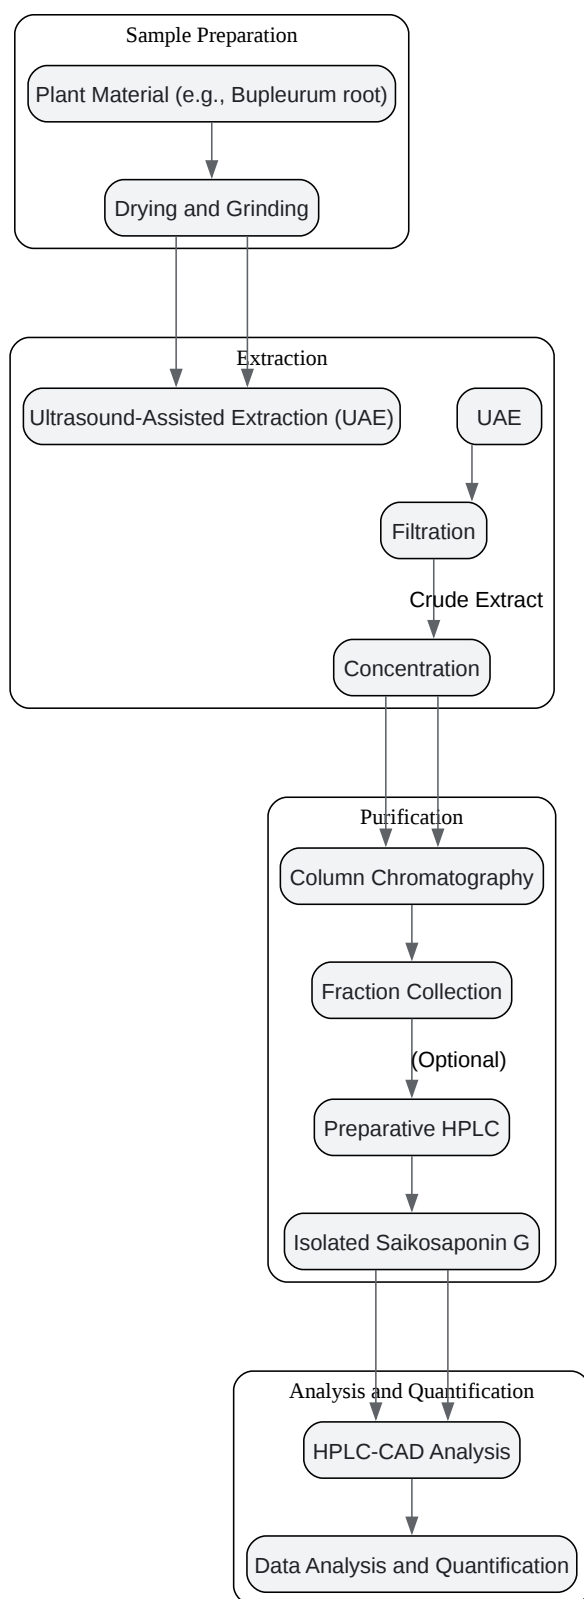 Sample Preparation
Plant Material (e.g., Bupleurum root)
Drying and Grinding
Extraction
Ultrasound-Assisted Extraction (UAE)
UAE
Filtration
Crude Extract
Concentration
Purification
Column Chromatography
Fraction Collection
(Optional)
Preparative HPLC
Isolated Saikosaponin G
Analysis and Quantification
HPLC-CAD Analysis
Data Analysis and Quantification